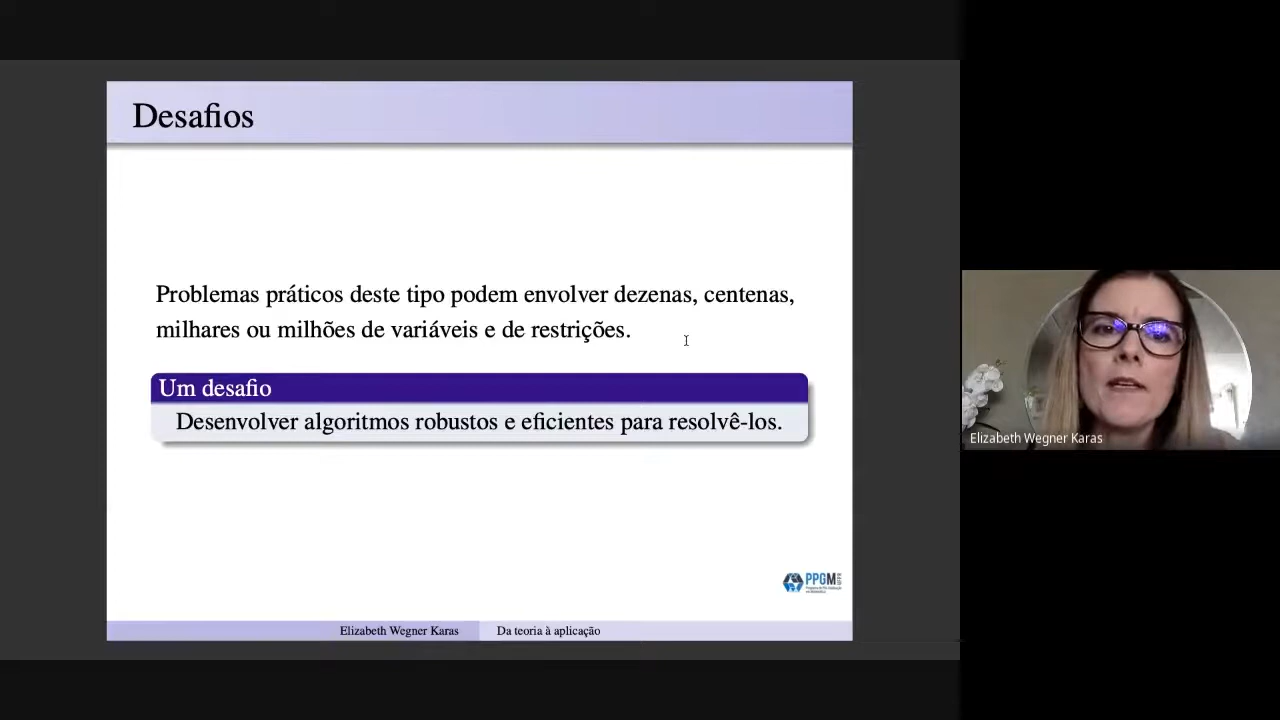 Desafios
Problemas práticos deste tipo podem envolver dezenas, centenas,
milhares ou milhões de variáveis e de restrições.
Um desafio
Desenvolver algoritmos robustos e eficientes para resolvê-los.
PPGM
UFPR
Elizabeth Wegner Karas
Da teoria à aplicação
Elizabeth Wegner Karas